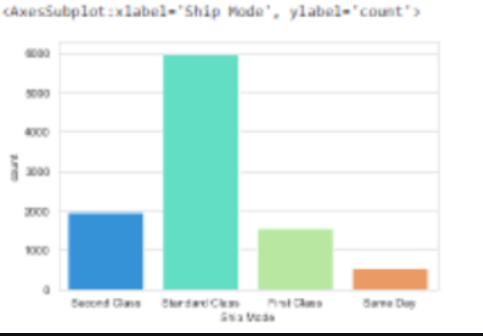 <AxesSubplot:xlabel='Ship Mode', ylabel='count'>
6000
5000
4000
3000
2000
1000
0
count
Second Class Standard Class First Class Same Day
Ship Mode